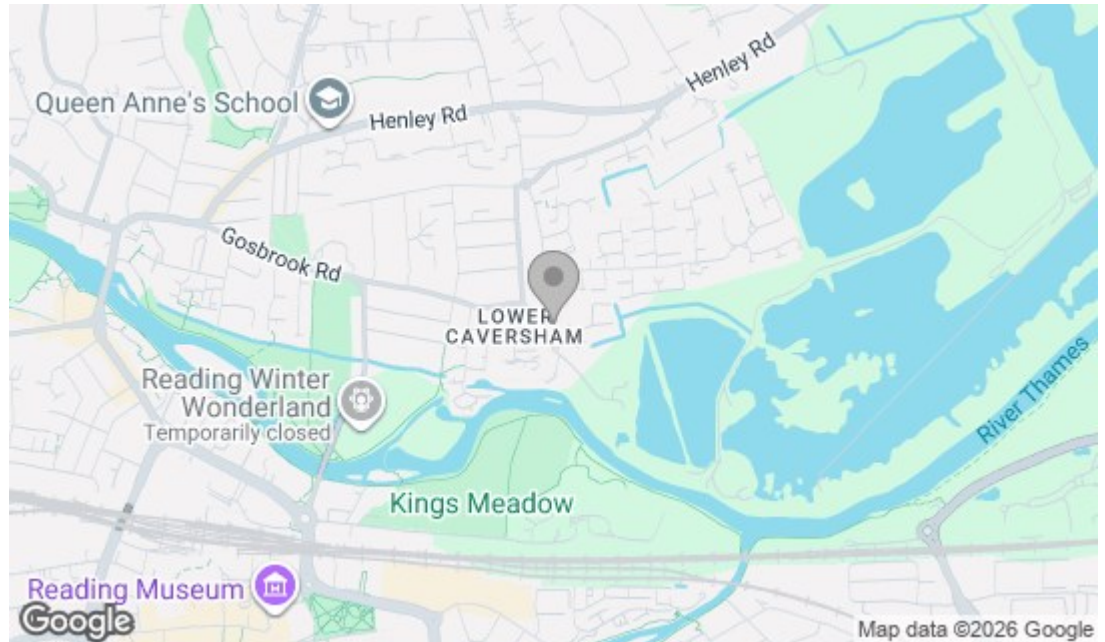 Henley Rd
Queen Anne's School
Henley Rd
Gosbrook Rd
LOWER
CAVERSHAM
River Thames
Reading Winter
Wonderland
Temporarily closed
Kings Meadow
Reading Museum
Google
Map data ©2026 Google